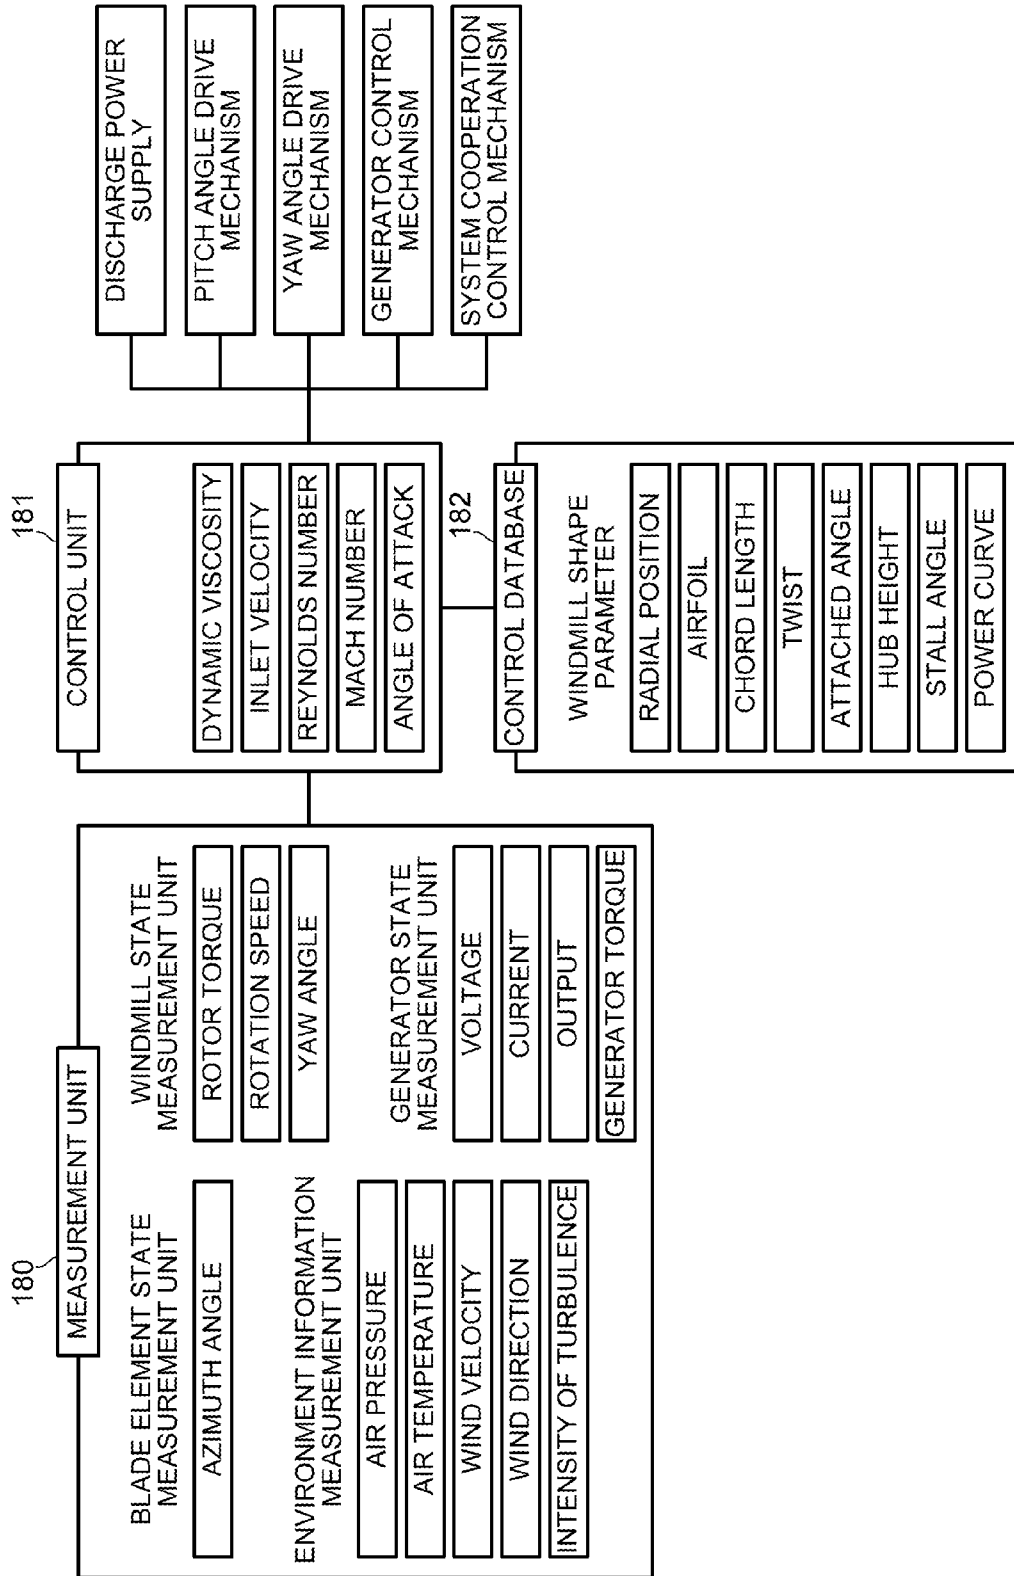 180
MEASUREMENT UNIT
BLADE ELEMENT STATE
MEASUREMENT UNIT
AZIMUTH ANGLE
ENVIRONMENT INFORMATION
MEASUREMENT UNIT
AIR PRESSURE
AIR TEMPERATURE
WIND VELOCITY
WIND DIRECTION
INTENSITY OF TURBULENCE
WINDMILL STATE
MEASUREMENT UNIT
ROTOR TORQUE
ROTATION SPEED
YAW ANGLE
GENERATOR STATE
MEASUREMENT UNIT
VOLTAGE
CURRENT
OUTPUT
GENERATOR TORQUE
181
CONTROL UNIT
DYNAMIC VISCOSITY
INLET VELOCITY
REYNOLDS NUMBER
MACH NUMBER
ANGLE OF ATTACK
182
CONTROL DATABASE
WINDMILL SHAPE
PARAMETER
RADIAL POSITION
AIRFOIL
CHORD LENGTH
TWIST
ATTACHED ANGLE
HUB HEIGHT
STALL ANGLE
POWER CURVE
DISCHARGE POWER
SUPPLY
PITCH ANGLE DRIVE
MECHANISM
YAW ANGLE DRIVE
MECHANISM
GENERATOR CONTROL
MECHANISM
SYSTEM COOPERATION
CONTROL MECHANISM